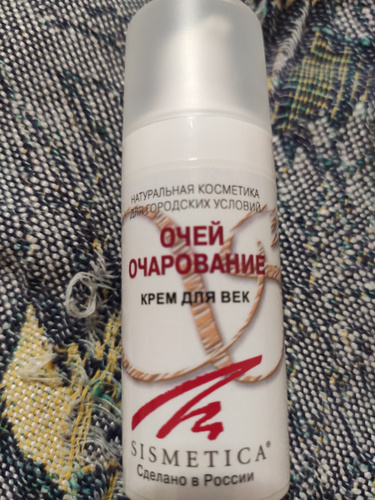 НАТУРАЛЬНАЯ КОСМЕТИКА
ДЛЯ ГОРОДСКИХ УСЛОВИЙ
ОЧЕЙ
ОЧАРОВАНИЕ
КРЕМ ДЛЯ ВЕК
SISMETICA®
Сделано в России